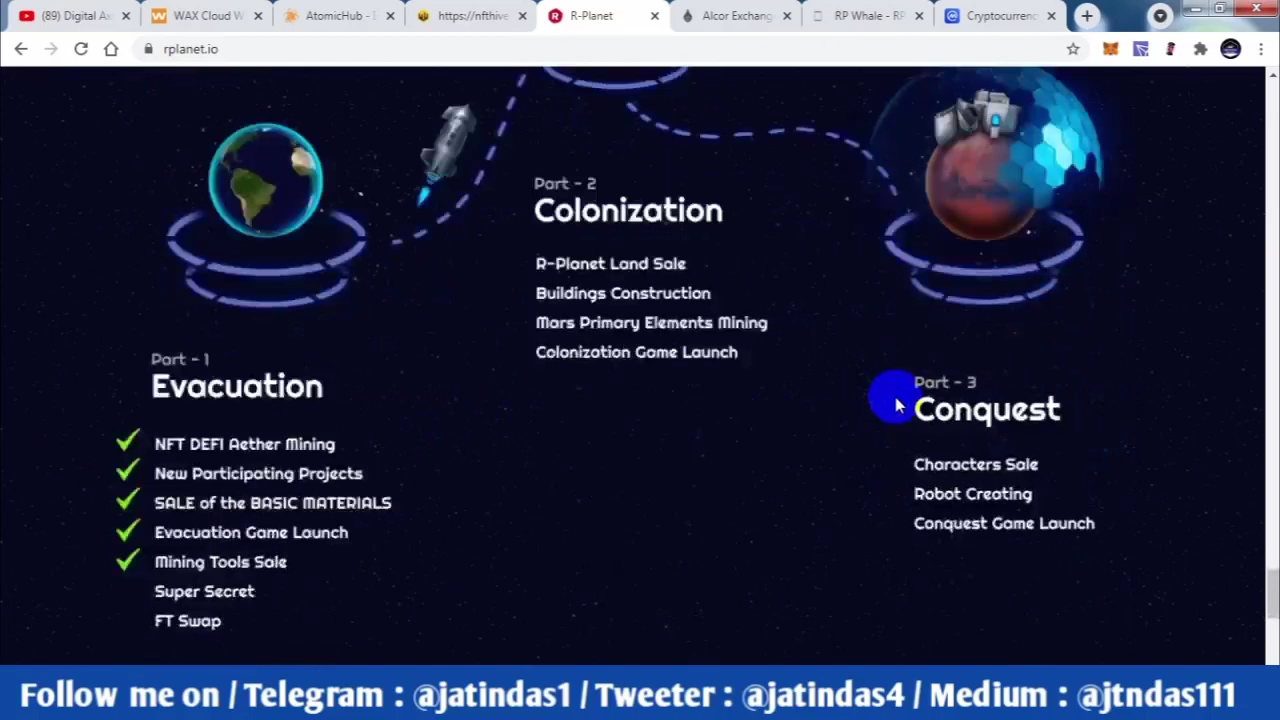 (89) Digital A
WAX Cloud W
AtomicHub -
https://nfthive
R-Planet
Alcor Exchang
RP Whale - RP
Cryptocurrenc
rplanet.io
Part - 2
Colonization
R-Planet Land Sale
Buildings Construction
Mars Primary Elements Mining
Colonization Game Launch
Part - 1
Evacuation
NFT DEFI Aether Mining
New Participating Projects
SALE of the BASIC MATERIALS
Evacuation Game Launch
Mining Tools Sale
Super Secret
FT Swap
Part - 3
Conquest
Characters Sale
Robot Creating
Conquest Game Launch
Follow me on / Telegram : @jatindas1 / Tweeter : @jatindas4 / Medium : @jtndas111